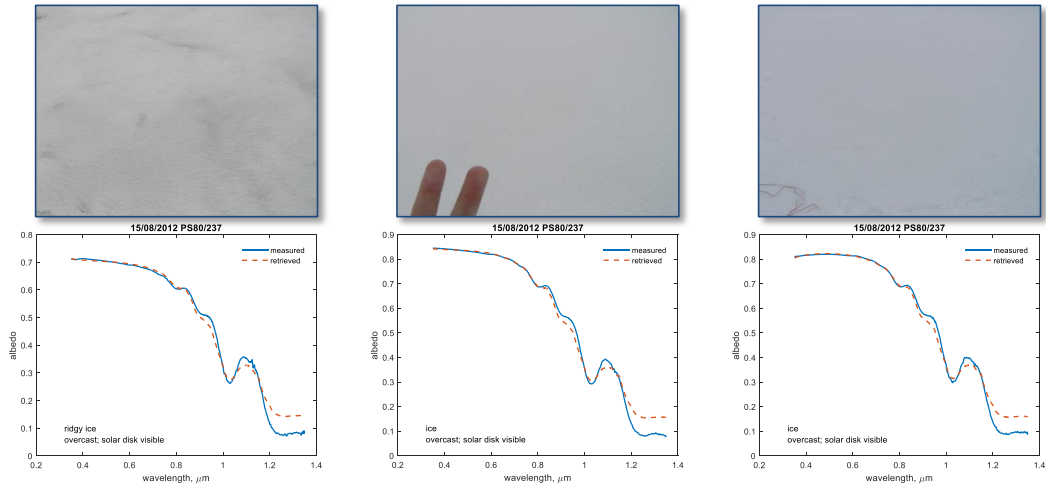 15/08/2012 PS80/237
0.8
0.7
0.6
0.5
0.4
0.3
0.2
0.1
0
albedo
measured
retrieved
ridgy ice
overcast; solar disk visible
0.2 0.4 0.6 0.8 1 1.2 1.4
wavelength, μm
15/08/2012 PS80/237
0.9
0.8
0.7
0.6
0.5
0.4
0.3
0.2
0.1
0
albedo
measured
retrieved
ice
overcast; solar disk visible
0.2 0.4 0.6 0.8 1 1.2 1.4
wavelength, μm
15/08/2012 PS80/237
0.9
0.8
0.7
0.6
0.5
0.4
0.3
0.2
0.1
0
albedo
measured
retrieved
ice
overcast; solar disk visible
0.2 0.4 0.6 0.8 1 1.2 1.4
wavelength, μm